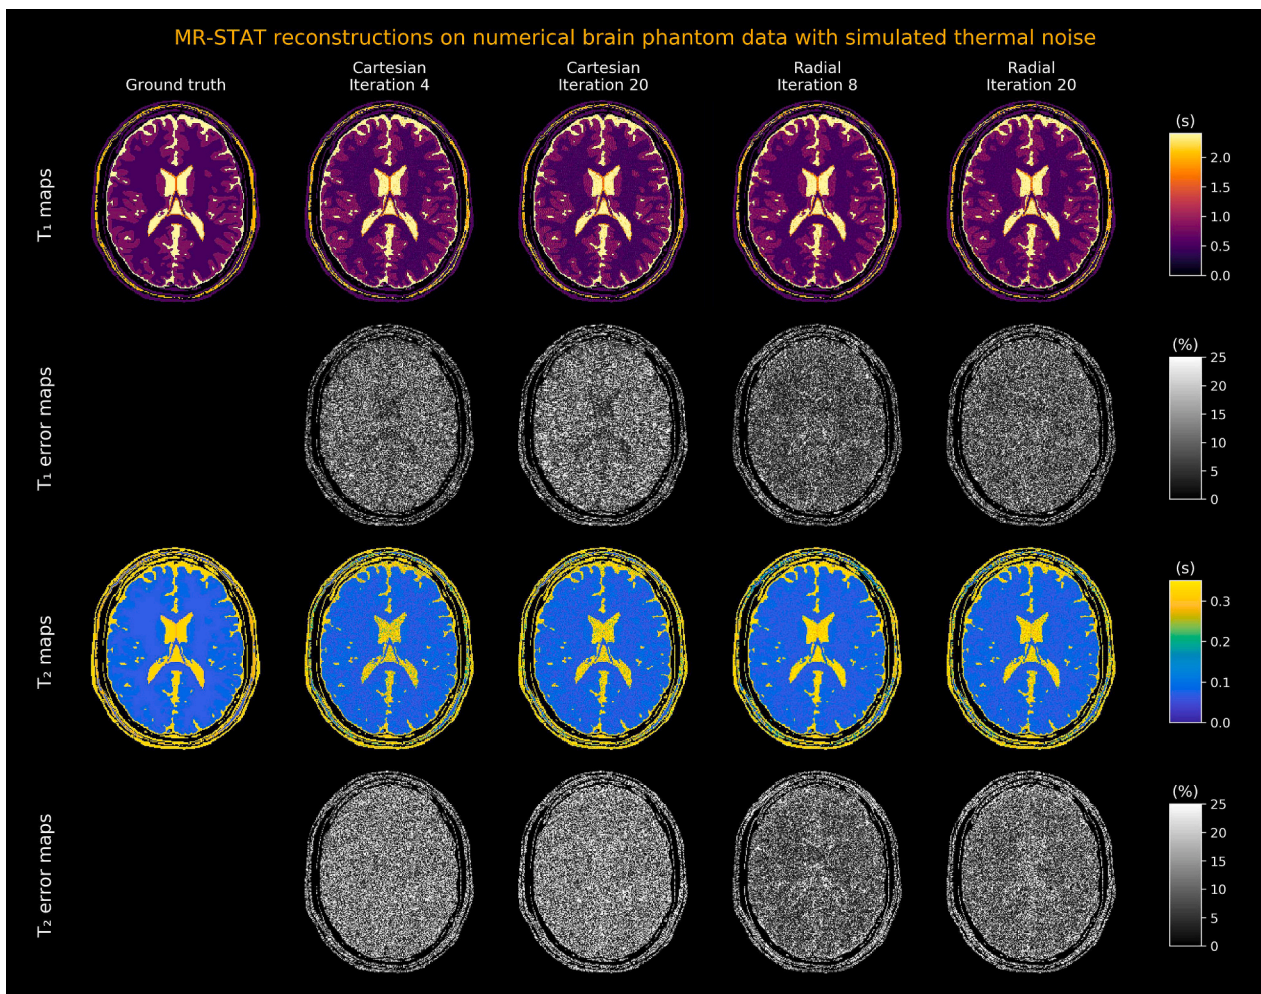 MR-STAT reconstructions on numerical brain phantom data with simulated thermal noise
Ground truth
Cartesian
Iteration 4
Cartesian
Iteration 20
Radial
Iteration 8
Radial
Iteration 20
T₁ maps
(s)
2.0
1.5
1.0
0.5
0.0
T₁ error maps
(%)
25
20
15
10
5
0
T₂ maps
(s)
0.3
0.2
0.1
0.0
T₂ error maps
(%)
25
20
15
10
5
0